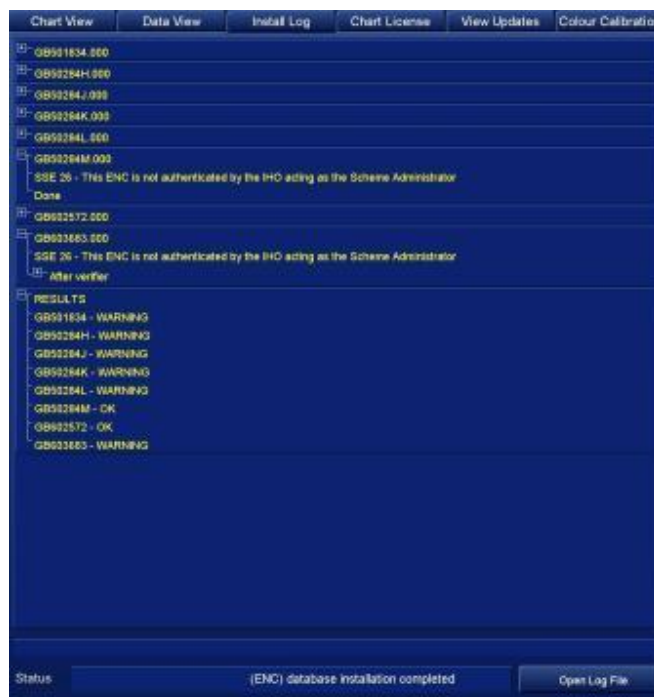 Chart View Data View Install Log Chart License View Updates Colour Calibratio
GB501834.000
GB50284H.000
GB50284J.000
GB50284K.000
GB50284L.000
GB50284M.000
SSE 26 - This ENC is not authenticated by the IHO acting as the Scheme Administrator
Done
GB602572.000
GB603683.000
SSE 26 - This ENC is not authenticated by the IHO acting as the Scheme Administrator
After verifier
RESULTS
GB501834 - WARNING
GB50284H - WARNING
GB50284J - WARNING
GB50284K - WARNING
GB50284L - WARNING
GB50284M - OK
GB602572 - OK
GB603683 - WARNING
Status (ENC) database installation completed Open Log File